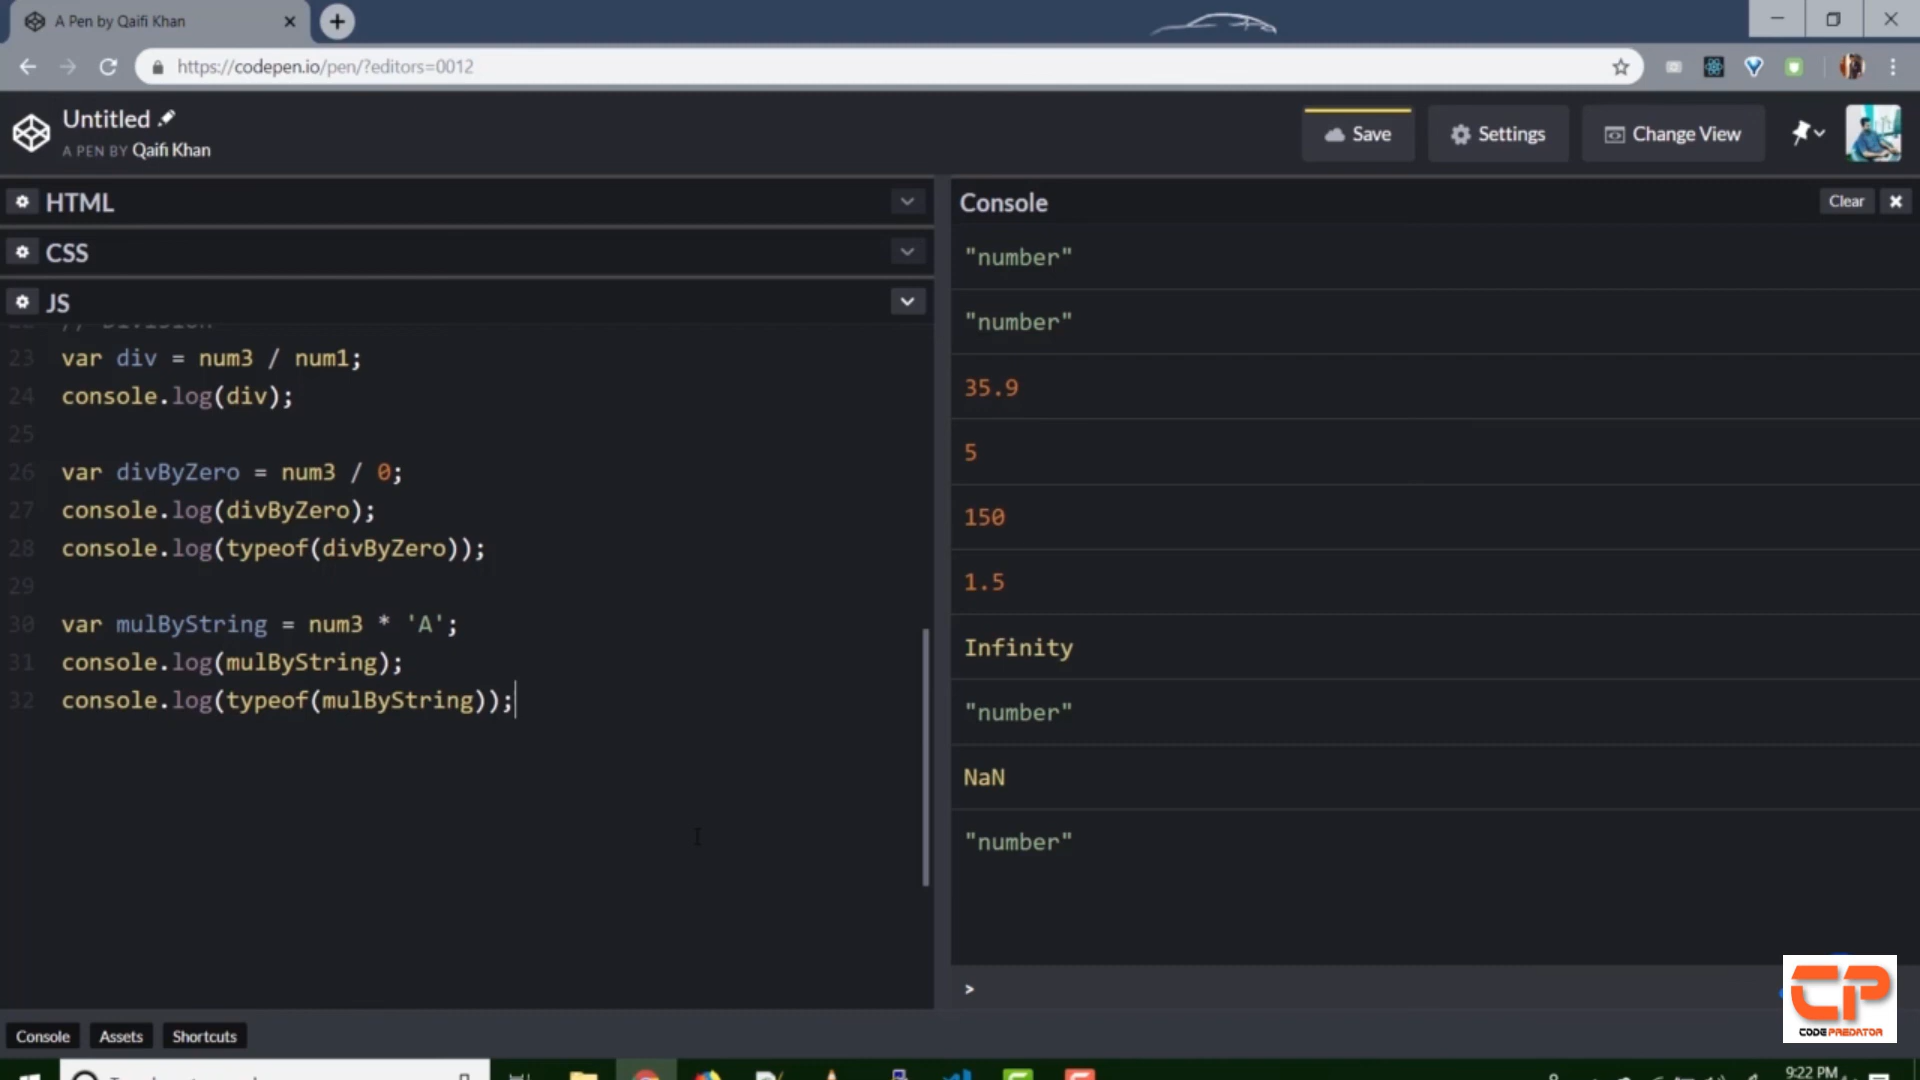 A Pen by Qaifi Khan
https://codepen.io/pen/?editors=0012
Untitled
A PEN BY Qaifi Khan
Save
Settings
Change View
HTML
CSS
JS
// Division
23 var div = num3 / num1;
24 console.log(div);
25
26 var divByZero = num3 / 0;
27 console.log(divByZero);
28 console.log(typeof(divByZero));
29
30 var mulByString = num3 * 'A';
31 console.log(mulByString);
32 console.log(typeof(mulByString));
Console
Clear
"number"
"number"
35.9
5
150
1.5
Infinity
"number"
NaN
"number"
>
CP
CODE PREDATOR
Console
Assets
Shortcuts
9:22 PM